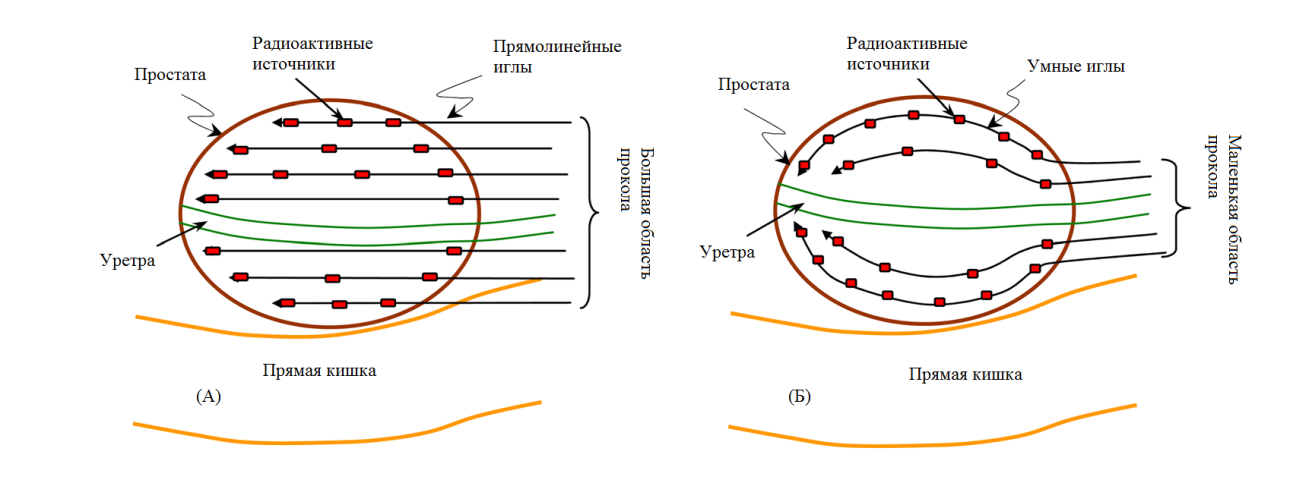 Радиоактивные
источники
Прямолинейные
иглы
Простата
Большая область
прокола
Уретра
Прямая кишка
(А)
Радиоактивные
источники
Умные иглы
Простата
Маленькая область
прокола
Уретра
Прямая кишка
(Б)